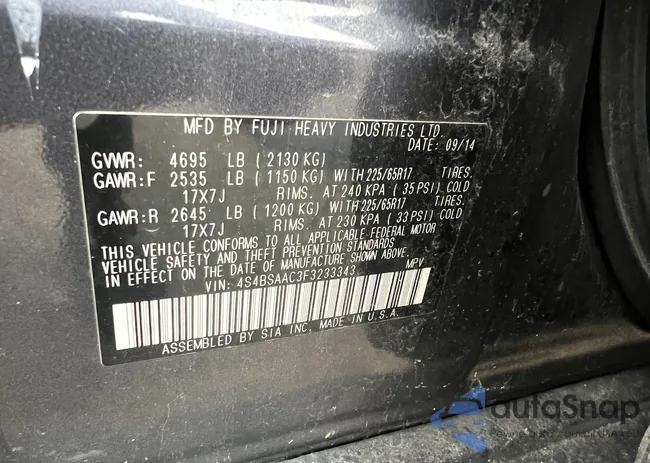 MFD BY FUJI HEAVY INDUSTRIES LTD.
DATE: 09/14
GVWR: 4695 LB (2130 KG)
GAWR:F 2535 LB (1150 KG) WITH 225/65R17 TIRES.
17X7J RIMS. AT 240 KPA (35 PSI) COLD
GAWR:R 2645 LB (1200 KG) WITH 225/65R17 TIRES.
17X7J RIMS. AT 230 KPA (33 PSI) COLD
THIS VEHICLE CONFORMS TO ALL APPLICABLE FEDERAL MOTOR
VEHICLE SAFETY AND THEFT PREVENTION STANDARDS
IN EFFECT ON THE DATE OF MANUFACTURE SHOWN ABOVE.
VIN: 4S4BSAAC3F3233343 MPV
ASSEMBLED BY SIA INC. MADE IN U.S.A.
autaSnap